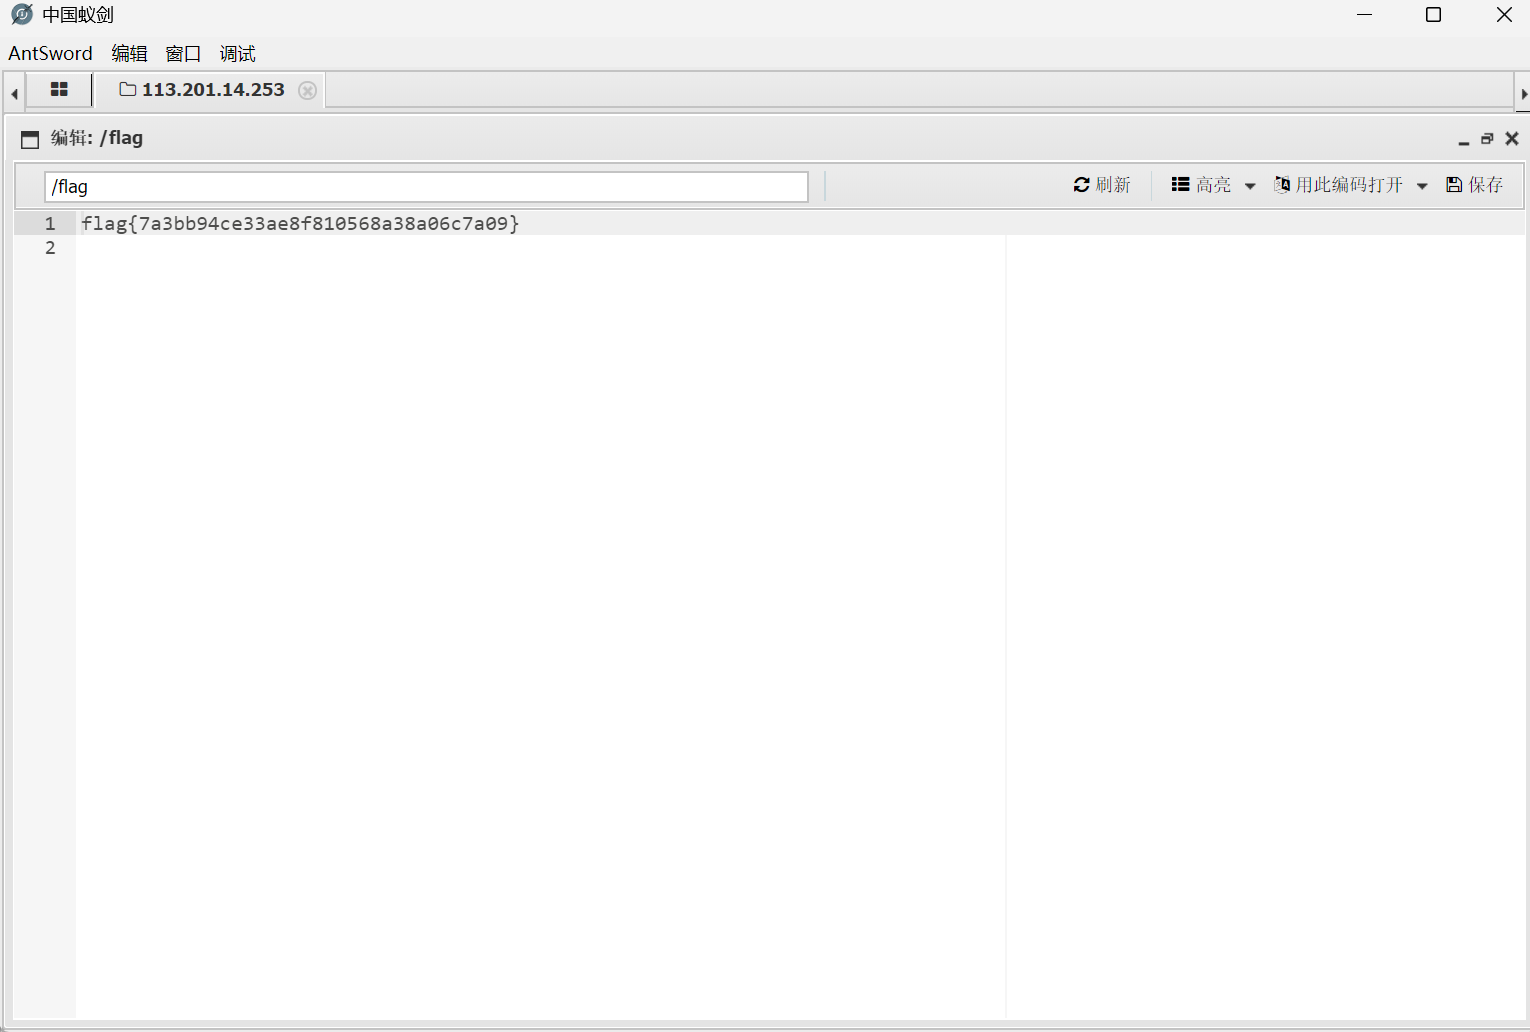 中国蚁剑
AntSword 编辑 窗口 调试
113.201.14.253
编辑: /flag
/flag 刷新 高亮 用此编码打开 保存
1 flag{7a3bb94ce33ae8f810568a38a06c7a09}
2